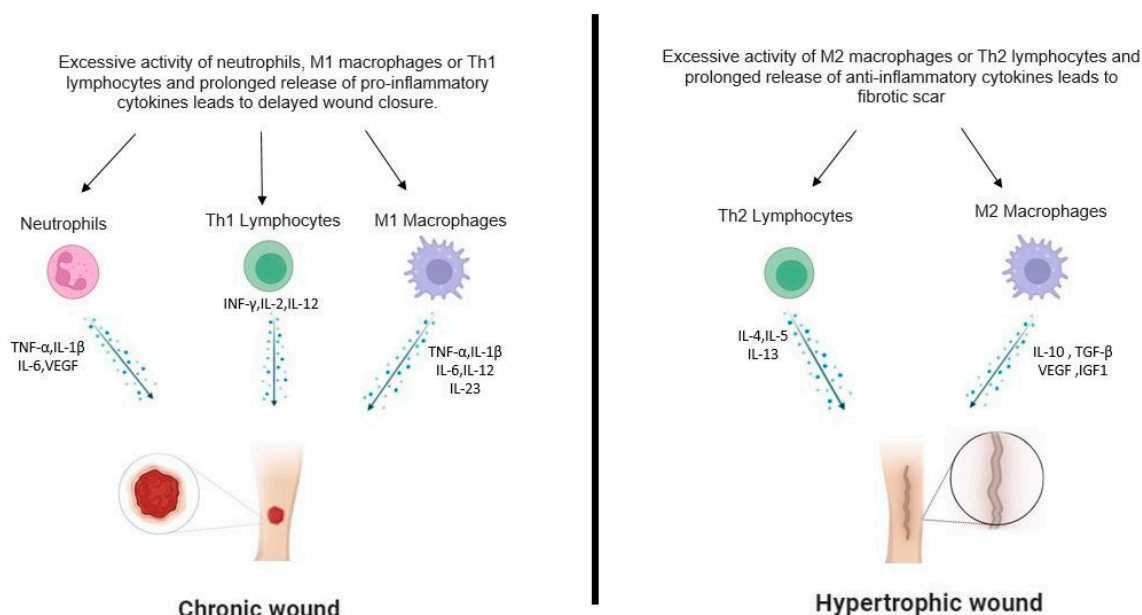 Excessive activity of neutrophils, M1 macrophages or Th1
lymphocytes and prolonged release of pro-inflammatory
cytokines leads to delayed wound closure.
Neutrophils
Th1 Lymphocytes
M1 Macrophages
INF-γ,IL-2,IL-12
TNF-α,IL-1β
IL-6,VEGF
TNF-α,IL-1β
IL-6,IL-12
IL-23
Chronic wound
Excessive activity of M2 macrophages or Th2 lymphocytes and
prolonged release of anti-inflammatory cytokines leads to
fibrotic scar
Th2 Lymphocytes
M2 Macrophages
IL-4,IL-5
IL-13
IL-10 , TGF-β
VEGF ,IGF1
Hypertrophic wound